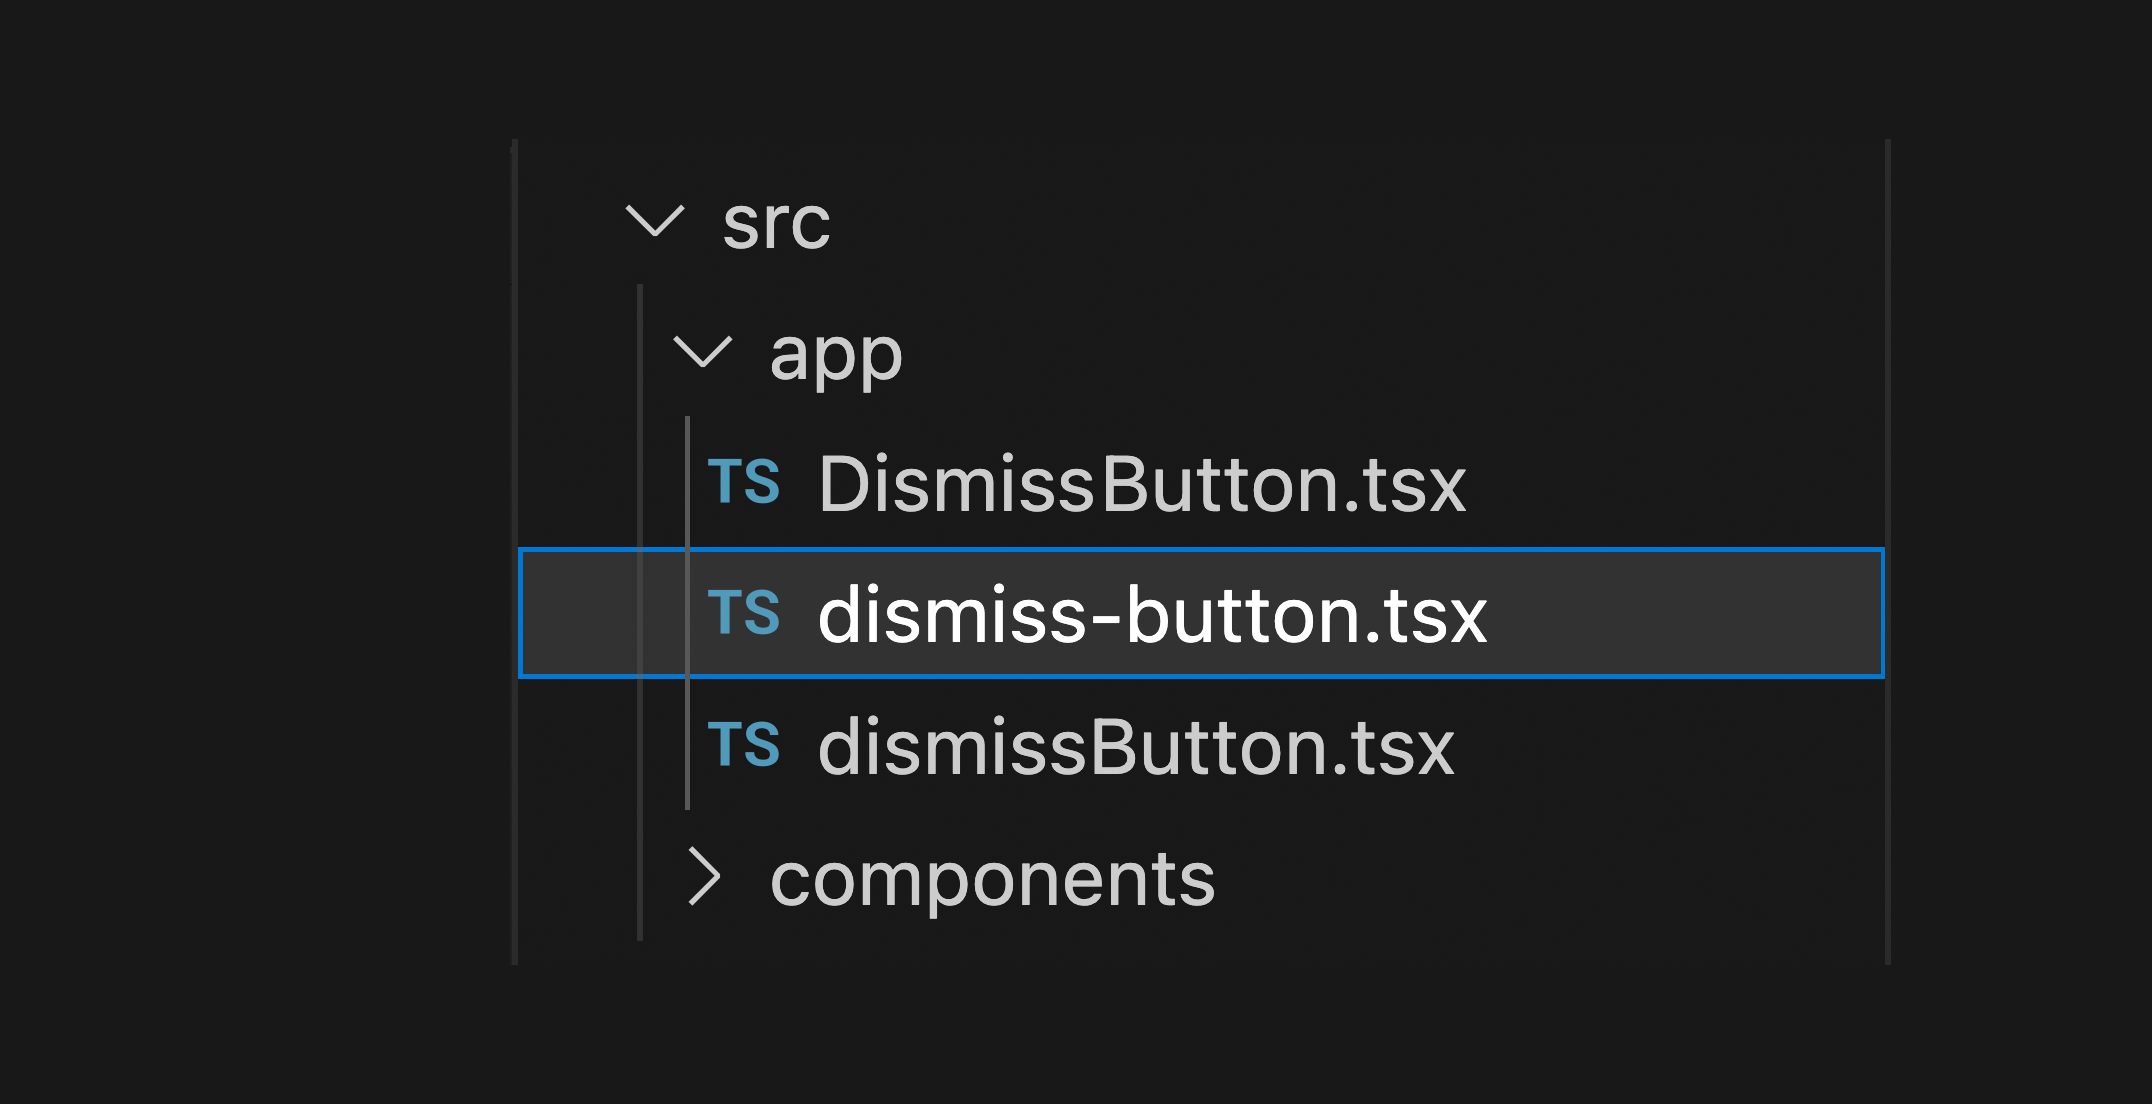 src
app
TS DismissButton.tsx
TS dismiss-button.tsx
TS dismissButton.tsx
components